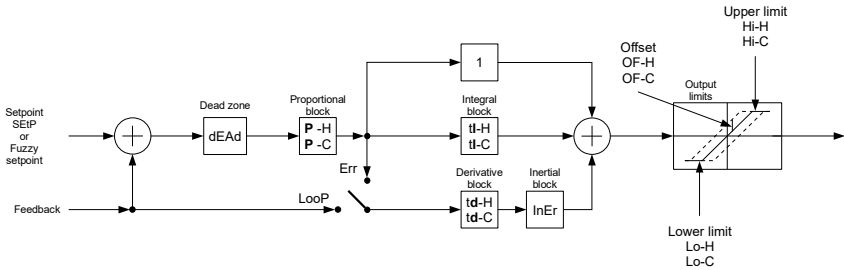 Upper limit
Hi-H
Hi-C
Offset
OF-H
OF-C
Output
limits
1
Setpoint
SEtP
or
Fuzzy
setpoint
Dead zone
dEAd
Proportional
block
P -H
P -C
Integral
block
tI-H
tI-C
Err
LooP
Feedback
Derivative
block
td-H
td-C
Inertial
block
InEr
Lower limit
Lo-H
Lo-C